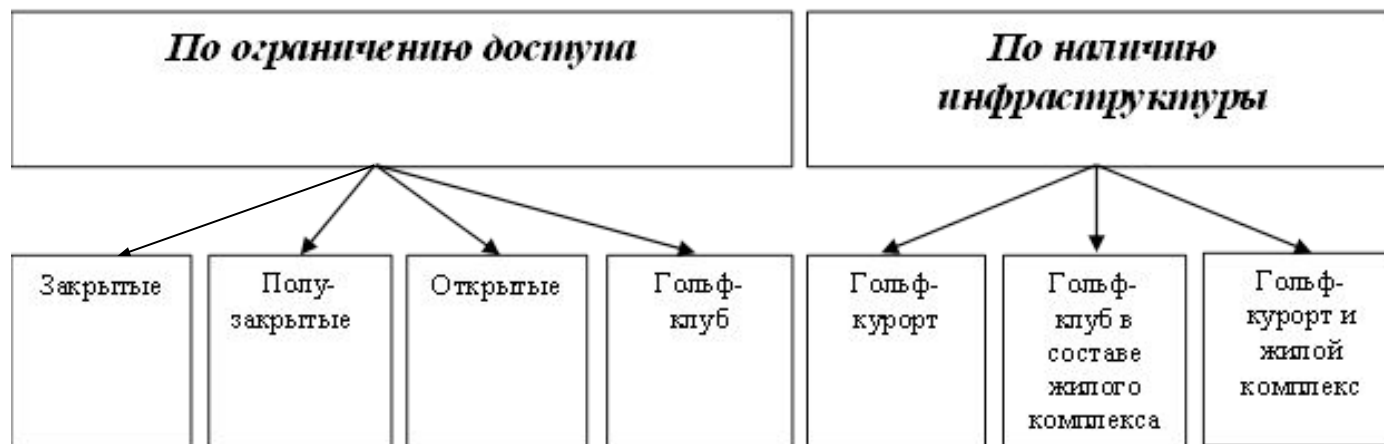 По ограничению доступа
По наличию
инфраструктуры
Закрытые
Полу-
закрытые
Открытые
Гольф-
клуб
Гольф-
курорт
Гольф-
клуб в
составе
жилого
комплекса
Гольф-
курорт и
жилой
комплекс